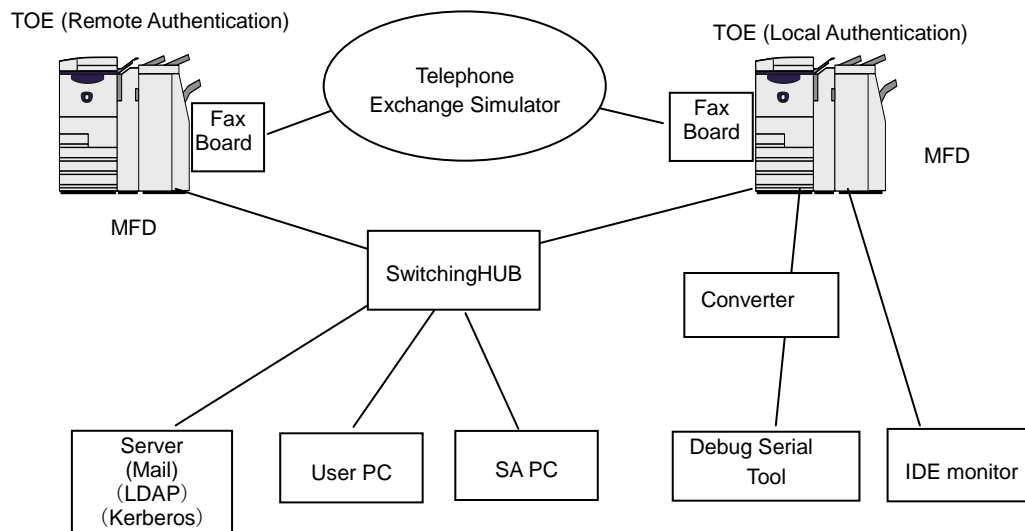 TOE (Remote Authentication)
TOE (Local Authentication)
Telephone
Exchange Simulator
Fax
Board
Fax
Board
MFD
MFD
SwitchingHUB
Converter
Server
(Mail)
（LDAP）
（Kerberos）
User PC
SA PC
Debug Serial
Tool
IDE monitor